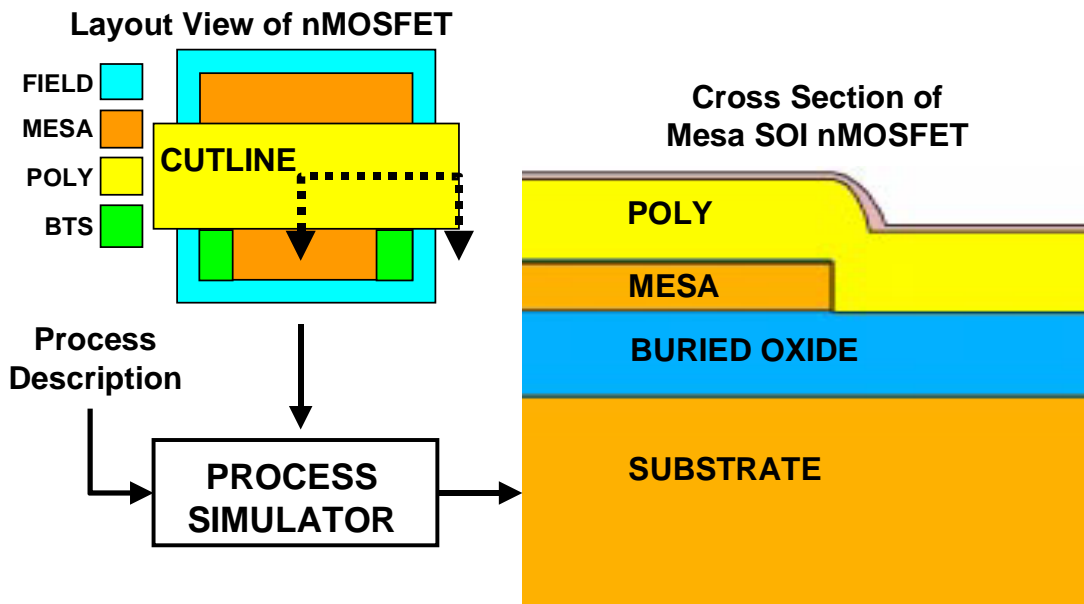 Layout View of nMOSFET
FIELD
MESA
POLY
BTS
CUTLINE
Process
Description
PROCESS
SIMULATOR
Cross Section of
Mesa SOI nMOSFET
POLY
MESA
BURIED OXIDE
SUBSTRATE